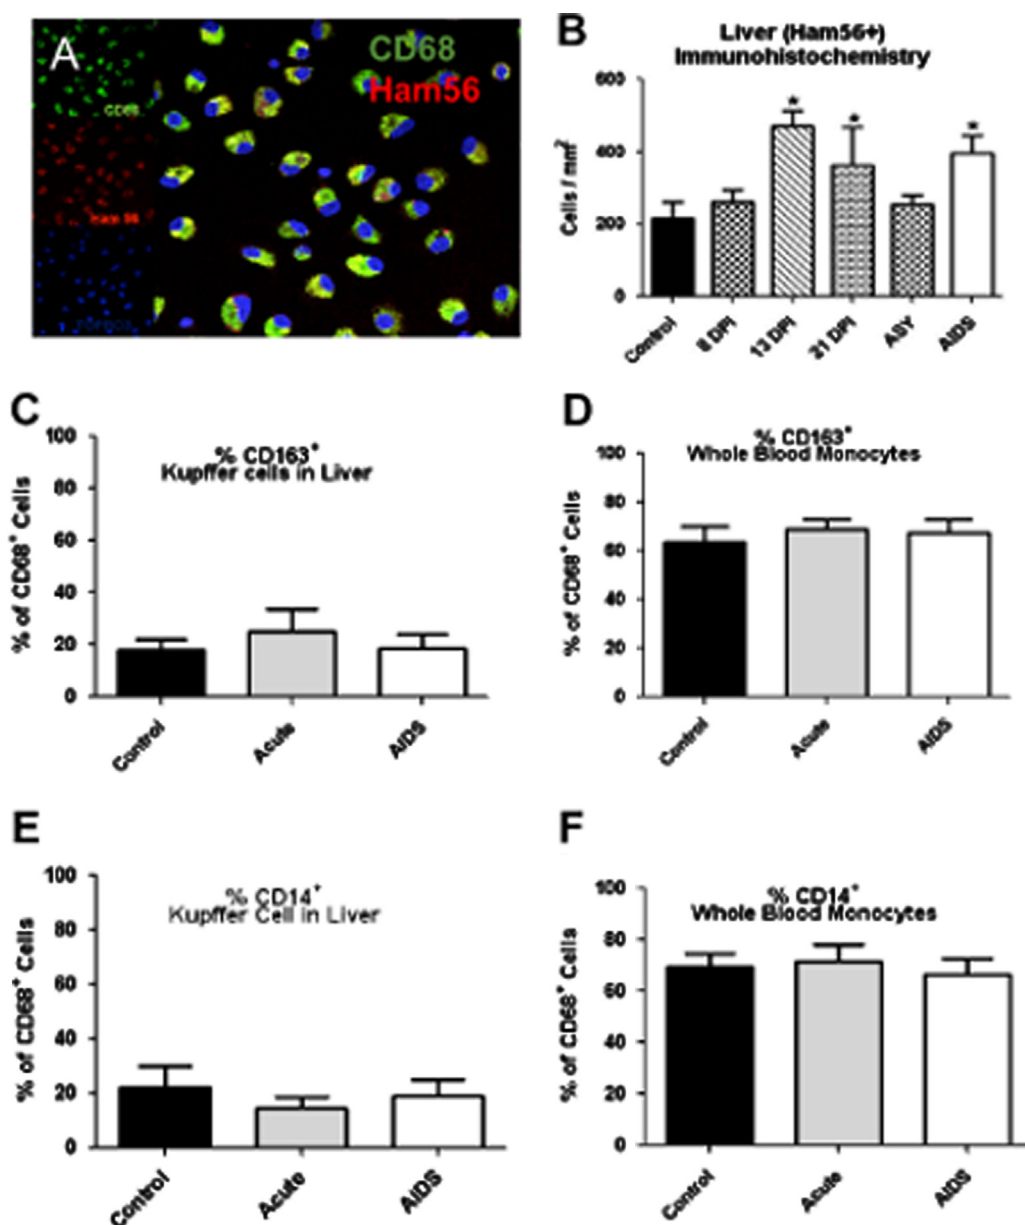 A
CD68
Ham56
CD68
Ham 56
B
Liver (Ham56+)
Immunohistochemistry
Cells / mm²
600
400
200
0
*
*
*
Control
8 DPI
13 DPI
21 DPI
ASY
AIDS
C
% CD163⁺
Kupffer cells in Liver
% of CD68⁺ Cells
100
80
60
40
20
0
Control
Acute
AIDS
D
% CD163⁺
Whole Blood Monocytes
% of CD68⁺ Cells
100
80
60
40
20
0
Control
Acute
AIDS
E
% CD14⁺
Kupffer Cell in Liver
% of CD68⁺ Cells
100
80
60
40
20
0
Control
Acute
AIDS
F
% CD14⁺
Whole Blood Monocytes
% of CD68⁺ Cells
100
80
60
40
20
0
Control
Acute
AIDS